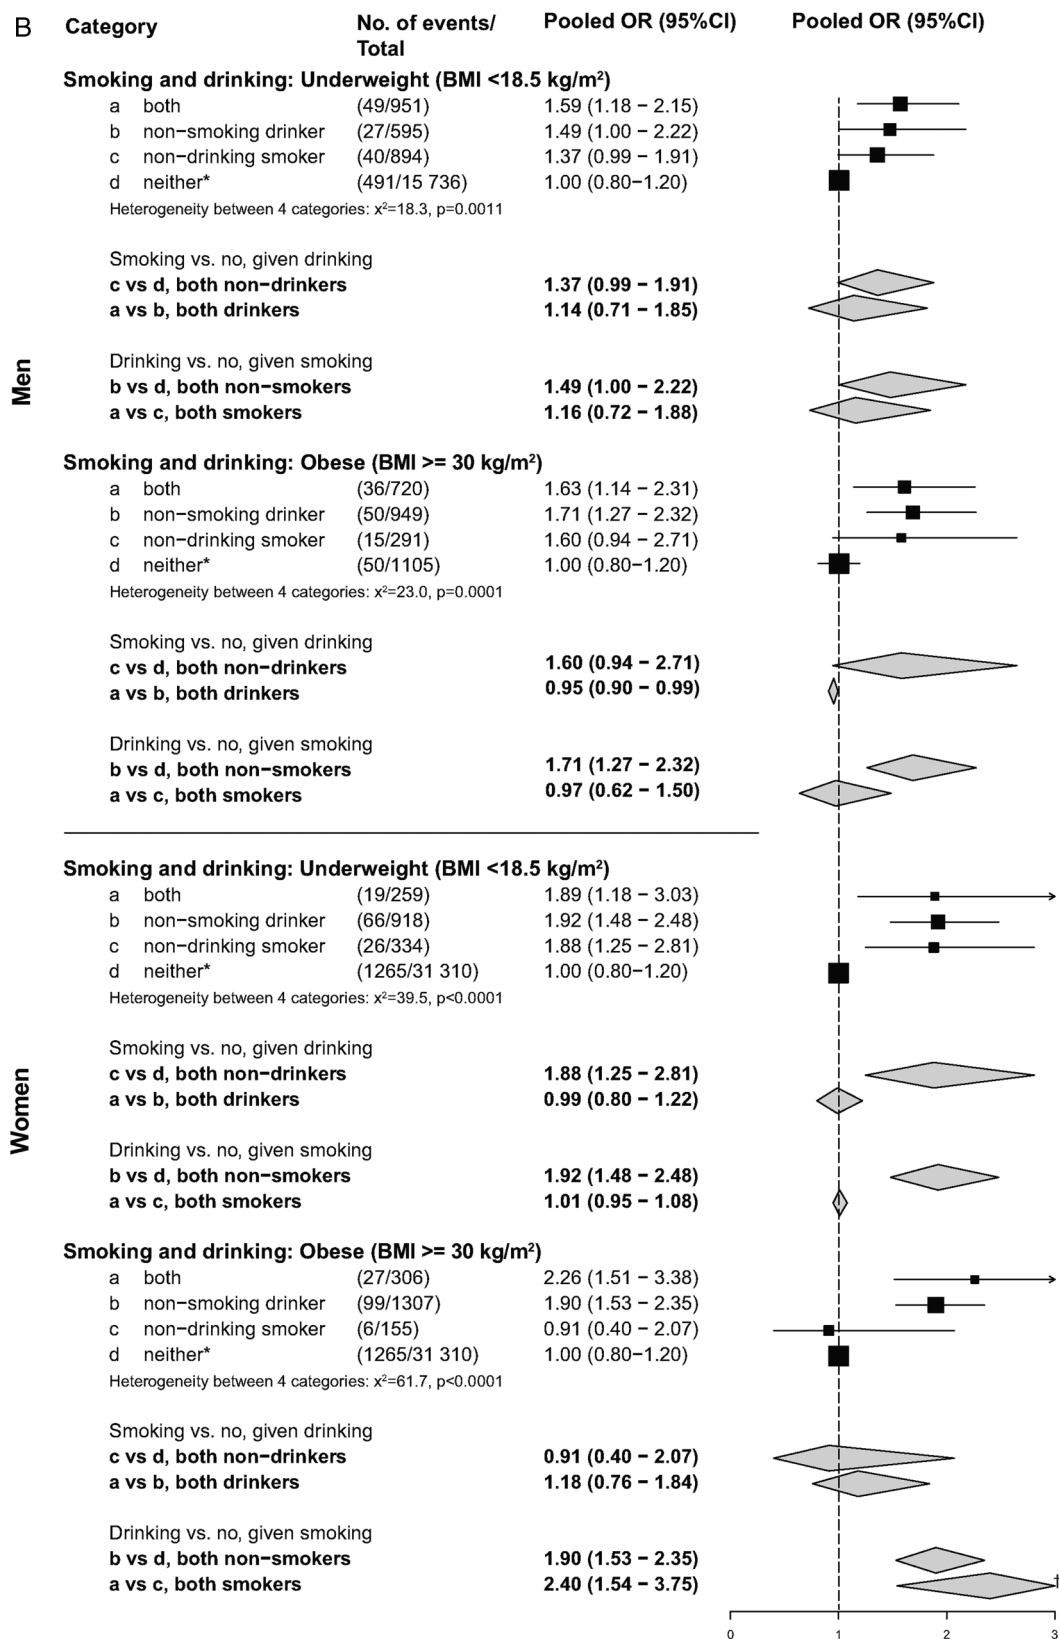 B Category No. of events/ Pooled OR (95%CI) Pooled OR (95%CI)
Total
Smoking and drinking: Underweight (BMI <18.5 kg/m²)
a both (49/951) 1.59 (1.18 − 2.15)
b non−smoking drinker (27/595) 1.49 (1.00 − 2.22)
c non−drinking smoker (40/894) 1.37 (0.99 − 1.91)
d neither* (491/15 736) 1.00 (0.80−1.20)
Heterogeneity between 4 categories: x²=18.3, p=0.0011
Smoking vs. no, given drinking
c vs d, both non−drinkers 1.37 (0.99 − 1.91)
a vs b, both drinkers 1.14 (0.71 − 1.85)
Drinking vs. no, given smoking
Men
b vs d, both non−smokers 1.49 (1.00 − 2.22)
a vs c, both smokers 1.16 (0.72 − 1.88)
Smoking and drinking: Obese (BMI >= 30 kg/m²)
a both (36/720) 1.63 (1.14 − 2.31)
b non−smoking drinker (50/949) 1.71 (1.27 − 2.32)
c non−drinking smoker (15/291) 1.60 (0.94 − 2.71)
d neither* (50/1105) 1.00 (0.80−1.20)
Heterogeneity between 4 categories: x²=23.0, p=0.0001
Smoking vs. no, given drinking
c vs d, both non−drinkers 1.60 (0.94 − 2.71)
a vs b, both drinkers 0.95 (0.90 − 0.99)
Drinking vs. no, given smoking
b vs d, both non−smokers 1.71 (1.27 − 2.32)
a vs c, both smokers 0.97 (0.62 − 1.50)
Smoking and drinking: Underweight (BMI <18.5 kg/m²)
a both (19/259) 1.89 (1.18 − 3.03)
b non−smoking drinker (66/918) 1.92 (1.48 − 2.48)
c non−drinking smoker (26/334) 1.88 (1.25 − 2.81)
d neither* (1265/31 310) 1.00 (0.80−1.20)
Heterogeneity between 4 categories: x²=39.5, p<0.0001
Smoking vs. no, given drinking
c vs d, both non−drinkers 1.88 (1.25 − 2.81)
a vs b, both drinkers 0.99 (0.80 − 1.22)
Women
Drinking vs. no, given smoking
b vs d, both non−smokers 1.92 (1.48 − 2.48)
a vs c, both smokers 1.01 (0.95 − 1.08)
Smoking and drinking: Obese (BMI >= 30 kg/m²)
a both (27/306) 2.26 (1.51 − 3.38)
b non−smoking drinker (99/1307) 1.90 (1.53 − 2.35)
c non−drinking smoker (6/155) 0.91 (0.40 − 2.07)
d neither* (1265/31 310) 1.00 (0.80−1.20)
Heterogeneity between 4 categories: x²=61.7, p<0.0001
Smoking vs. no, given drinking
c vs d, both non−drinkers 0.91 (0.40 − 2.07)
a vs b, both drinkers 1.18 (0.76 − 1.84)
Drinking vs. no, given smoking
b vs d, both non−smokers 1.90 (1.53 − 2.35)
a vs c, both smokers 2.40 (1.54 − 3.75) †
0 1 2 3